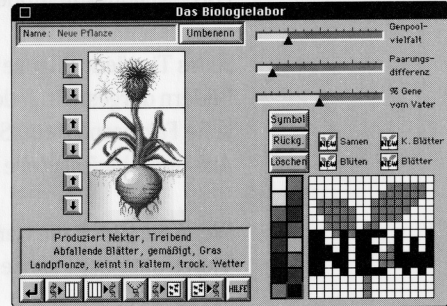 Das Biologielabor
Name: Neue Pflanze
Umbenenn
Genpool-
vielfalt
Paarungs-
differenz
% Gene
vom Vater
Symbol
Rückg.
Löschen
NEW Samen
NEW K. Blätter
NEW Blüten
NEW Blätter
NEW
Produziert Nektar, Treibend
Abfallende Blätter, gemäßigt, Gras
Landpflanze, keimt in kaltem, trock. Wetter
HILFE